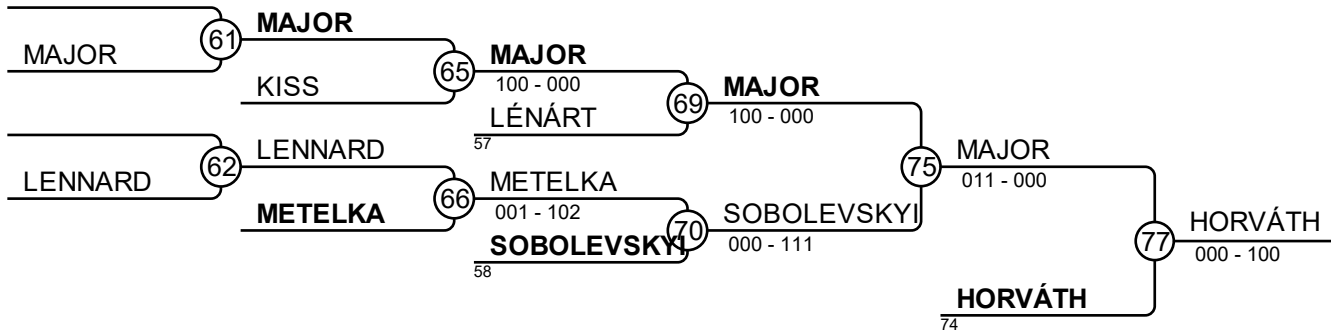 MAJOR
61
MAJOR
KISS
65
MAJOR
100 - 000
LÉNÁRT
57
69
MAJOR
100 - 000
LENNARD
62
LENNARD
METELKA
66
METELKA
001 - 102
SOBOLEVSKYI
58
70
SOBOLEVSKYI
000 - 111
75
MAJOR
011 - 000
HORVÁTH
74
77
HORVÁTH
000 - 100